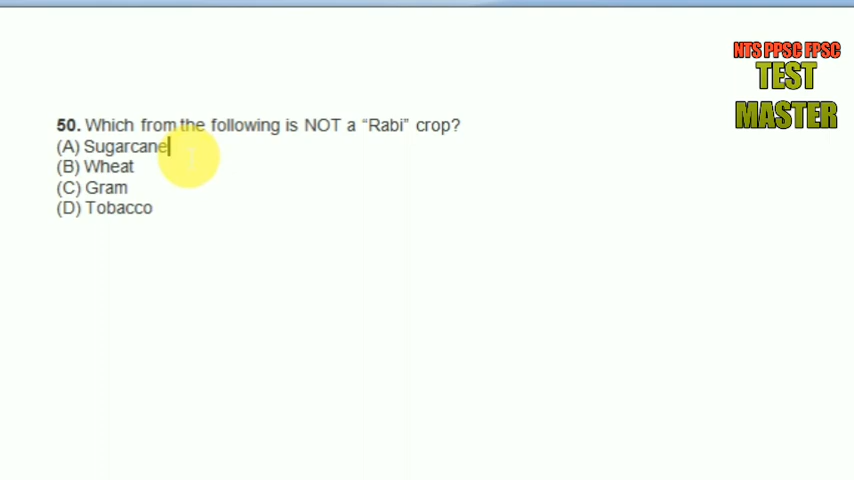 NTS PPSC FPSC
TEST
MASTER
50. Which from the following is NOT a “Rabi” crop?
(A) Sugarcane
(B) Wheat
(C) Gram
(D) Tobacco